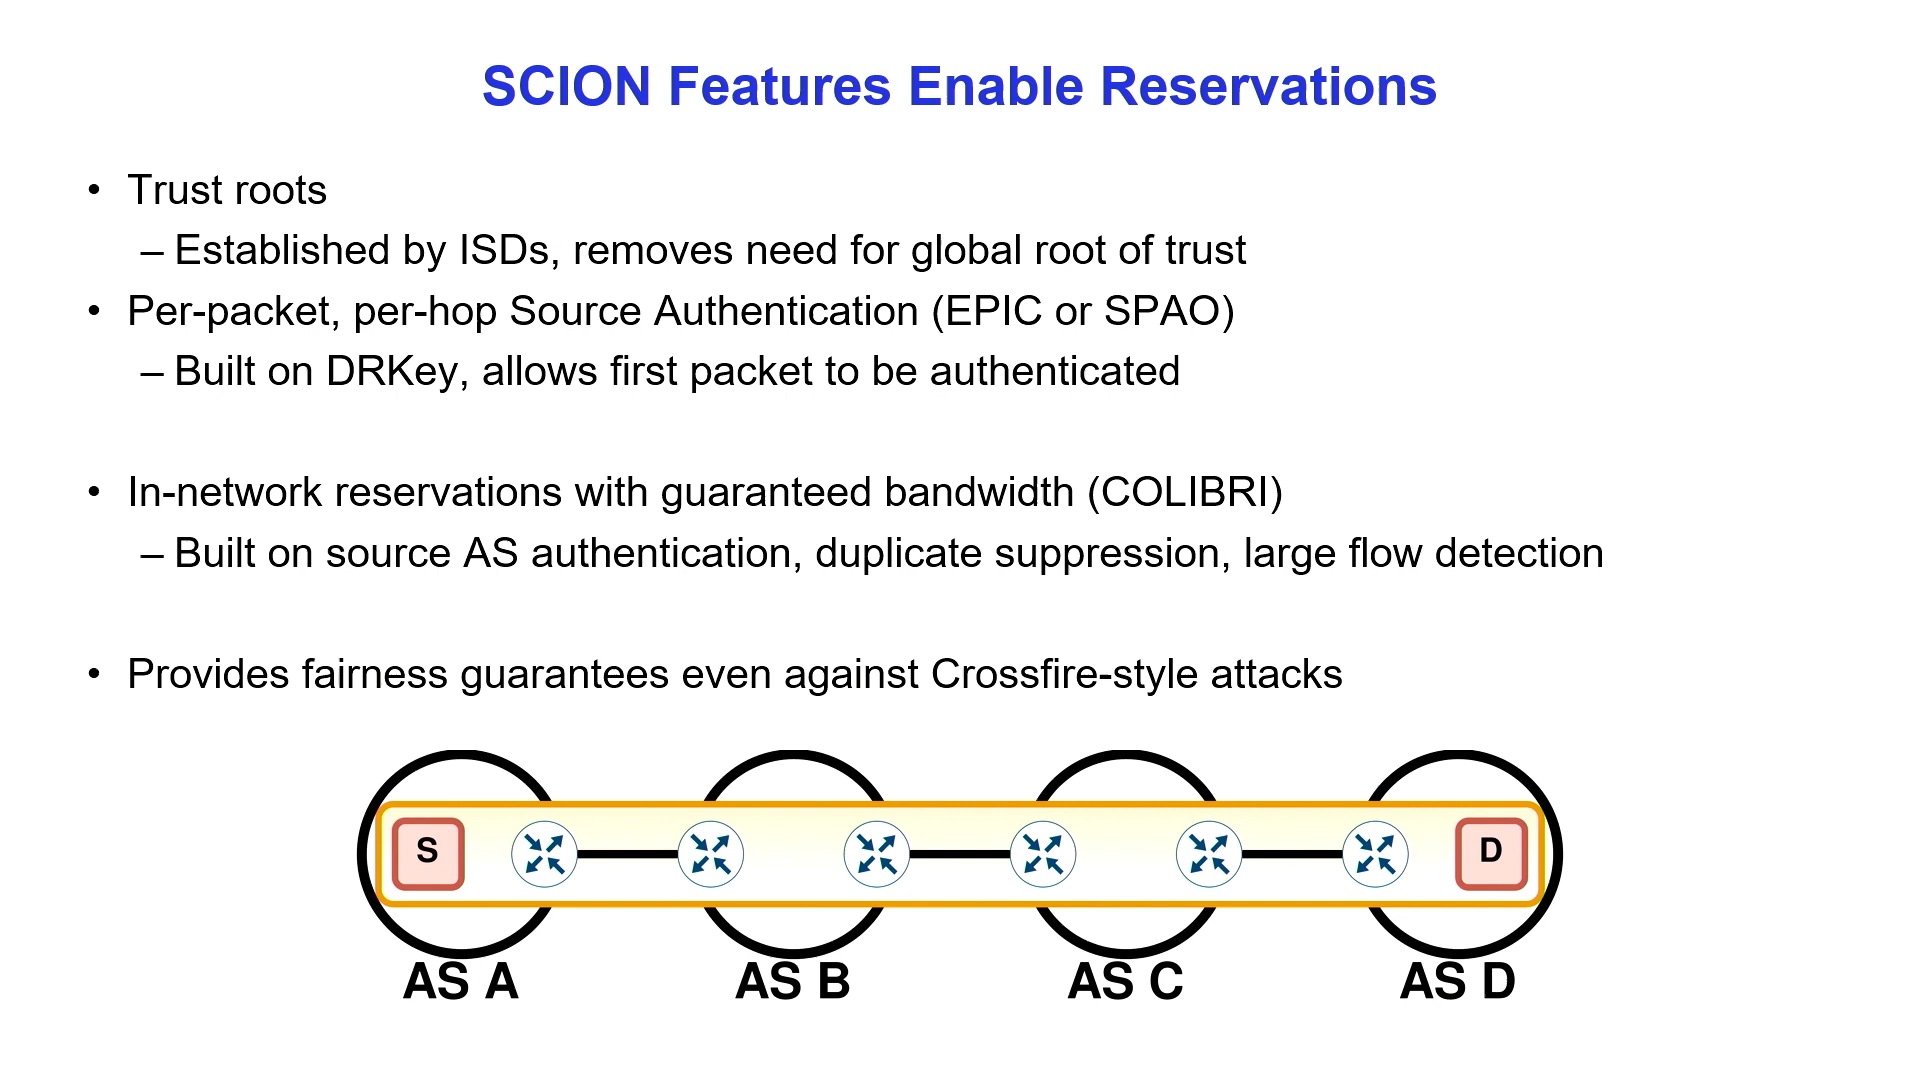 SCION Features Enable Reservations
• Trust roots
– Established by ISDs, removes need for global root of trust
• Per-packet, per-hop Source Authentication (EPIC or SPAO)
– Built on DRKey, allows first packet to be authenticated
• In-network reservations with guaranteed bandwidth (COLIBRI)
– Built on source AS authentication, duplicate suppression, large flow detection
• Provides fairness guarantees even against Crossfire-style attacks
S D
AS A AS B AS C AS D